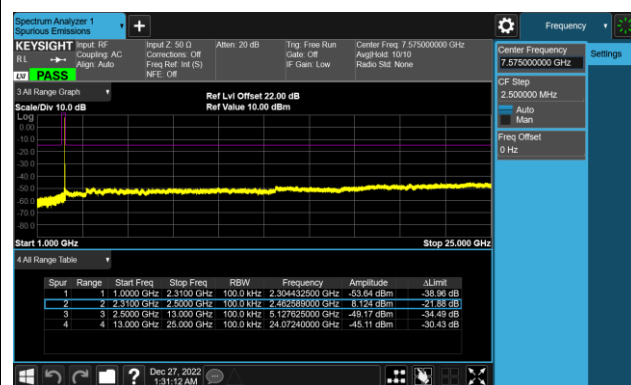 Spectrum Analyzer 1
Spurious Emissions
+
Frequency
KEYSIGHT
RL
PASS
Input: RF
Coupling: AC
Align: Auto
Input Z: 50 Ω
Corrections: Off
Freq Ref: Int (S)
NFE: Off
Atten: 20 dB
Trig: Free Run
Gate: Off
IF Gain: Low
Center Freq: 7.575000000 GHz
Avg|Hold: 10/10
Radio Std: None
Center Frequency
7.575000000 GHz
Settings
CF Step
2.500000 MHz
Auto
Man
Freq Offset
0 Hz
3 All Range Graph
Scale/Div 10.0 dB
Ref Lvl Offset 22.00 dB
Ref Value 10.00 dBm
Log
0.00
-10.0
-20.0
-30.0
-40.0
-50.0
-60.0
-70.0
-80.0
Start 1.000 GHz
Stop 25.000 GHz
4 All Range Table
Spur Range Start Freq Stop Freq RBW Frequency Amplitude ΔLimit
1 1 1.0000 GHz 2.3100 GHz 100.0 kHz 2.304432500 GHz -53.64 dBm -38.96 dB
2 2 2.3100 GHz 2.5000 GHz 100.0 kHz 2.462589000 GHz 8.124 dBm -21.88 dB
3 3 2.5000 GHz 13.000 GHz 100.0 kHz 5.127625000 GHz -49.17 dBm -34.49 dB
4 4 13.000 GHz 25.000 GHz 100.0 kHz 24.07240000 GHz -45.11 dBm -30.43 dB
?
Dec 27, 2022
1:31:12 AM